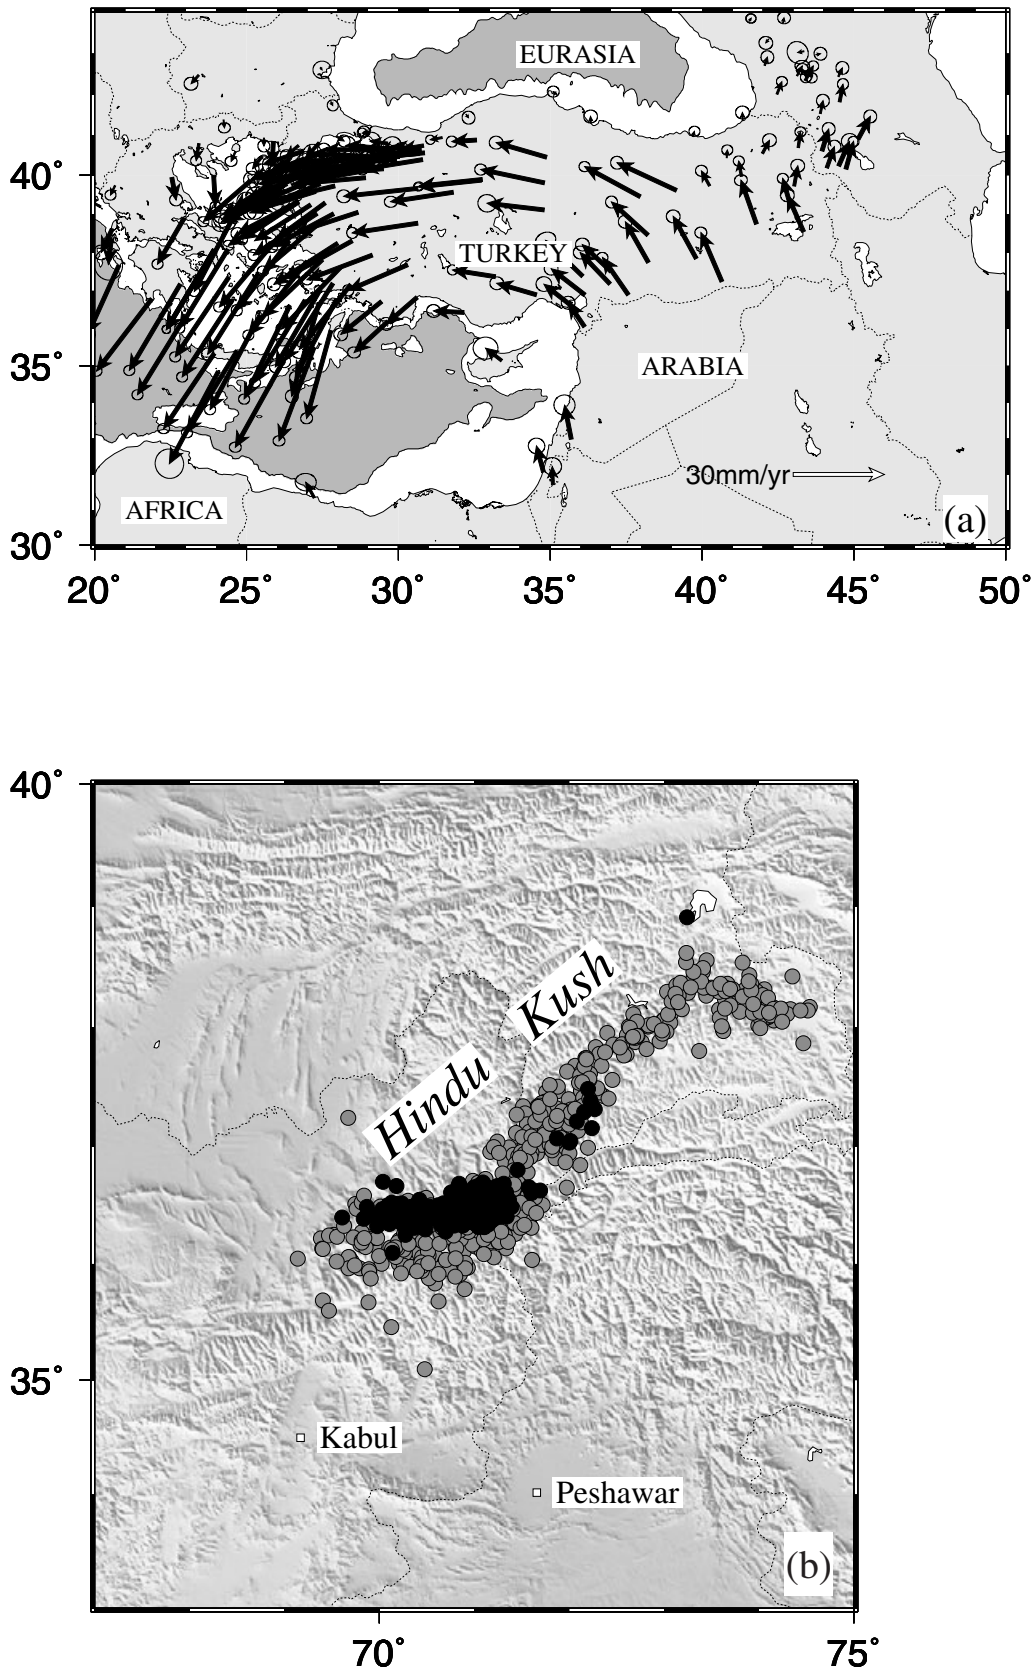 EURASIA
40°
TURKEY
35°
ARABIA
30mm/yr
AFRICA
(a)
30°
20° 25° 30° 35° 40° 45° 50°
40°
Kush
Hindu
35°
Kabul
Peshawar
(b)
70° 75°